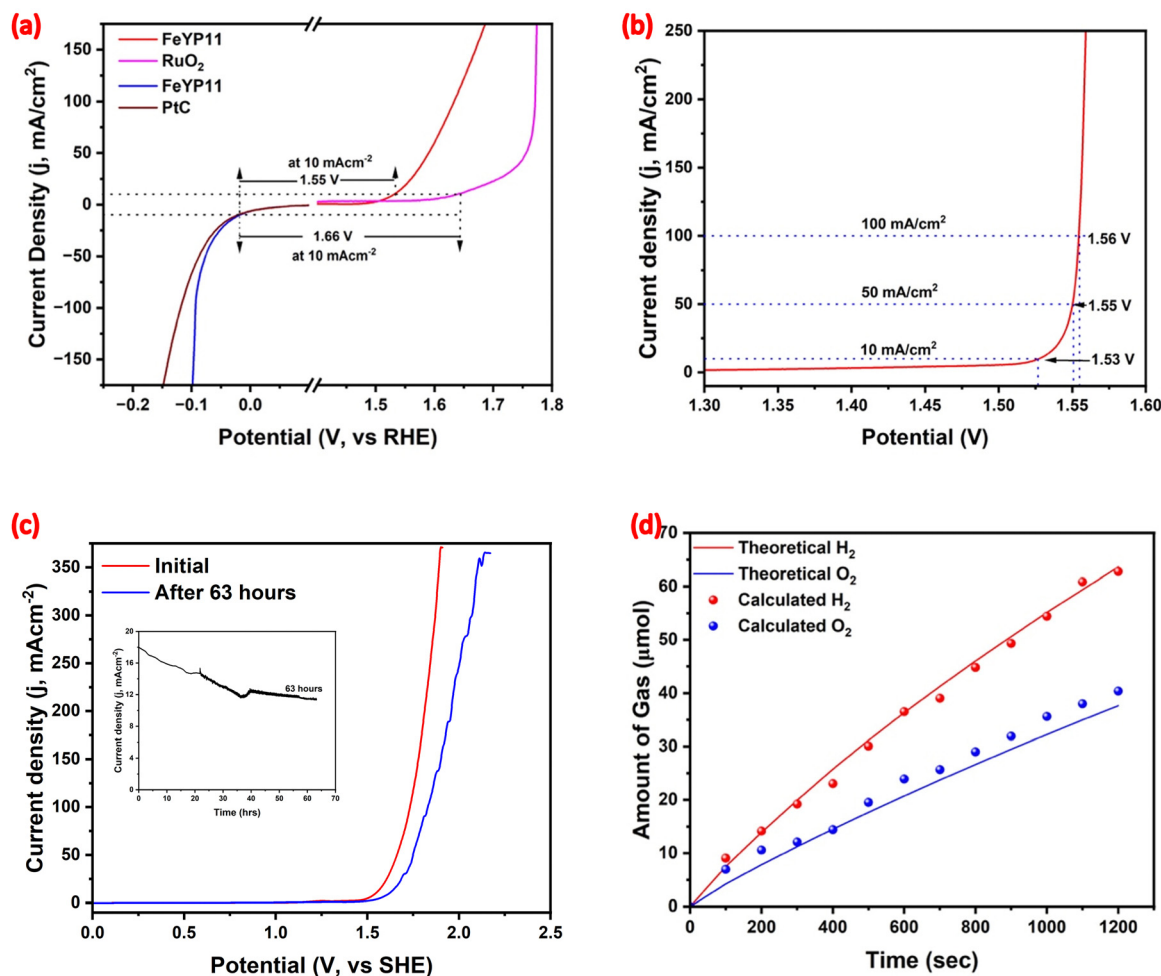 (a)
FeYP11
RuO2
FeYP11
PtC
at 10 mAcm-2
1.55 V
1.66 V
at 10 mAcm-2
150
100
50
0
−50
−100
−150
−0.2
−0.1
0.0
1.5
1.6
1.7
1.8
Current Density (j, mA/cm2)
Potential (V, vs RHE)
(b)
250
200
150
100
50
0
100 mA/cm2
1.56 V
50 mA/cm2
1.55 V
10 mA/cm2
1.53 V
1.30
1.35
1.40
1.45
1.50
1.55
1.60
Current density (j, mA/cm2)
Potential (V)
(c)
Initial
After 63 hours
350
300
250
200
150
100
50
0
0.0
0.5
1.0
1.5
2.0
2.5
Current density (j, mAcm-2)
Potential (V, vs SHE)
20
16
12
8
4
0
63 hours
0
10
20
30
40
50
60
70
Current density (j, mAcm-2)
Time (hrs)
(d)
Theoretical H2
Theoretical O2
Calculated H2
Calculated O2
70
60
50
40
30
20
10
0
0
200
400
600
800
1000
1200
Amount of Gas (μmol)
Time (sec)